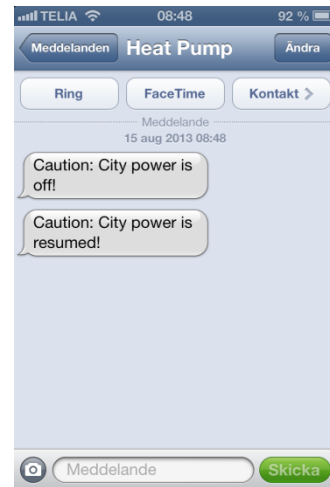 TELIA 08:48 92 %
Meddelanden Heat Pump Ändra
Ring FaceTime Kontakt
Meddelande
15 aug 2013 08:48
Caution: City power is
off!
Caution: City power is
resumed!
Meddelande Skicka